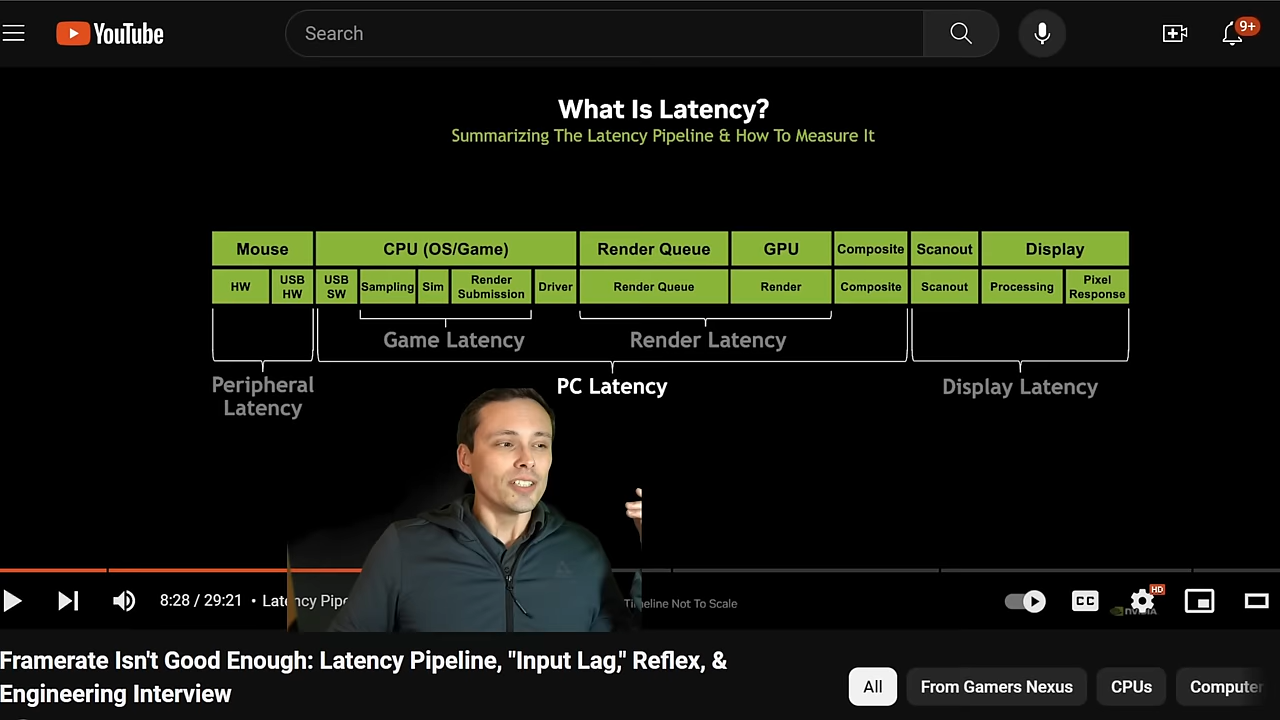 YouTube
Search
9+
What Is Latency?
Summarizing The Latency Pipeline & How To Measure It
Mouse CPU (OS/Game) Render Queue GPU Composite Scanout Display
HW USB HW USB SW Sampling Sim Render Submission Driver Render Queue Render Composite Scanout Processing Pixel Response
Game Latency Render Latency
Peripheral Latency PC Latency Display Latency
8:28 / 29:21 • Latency Pipe
Timeline Not To Scale
CC
HD
NVIDIA
Framerate Isn't Good Enough: Latency Pipeline, "Input Lag," Reflex, &
Engineering Interview
All From Gamers Nexus CPUs Computer